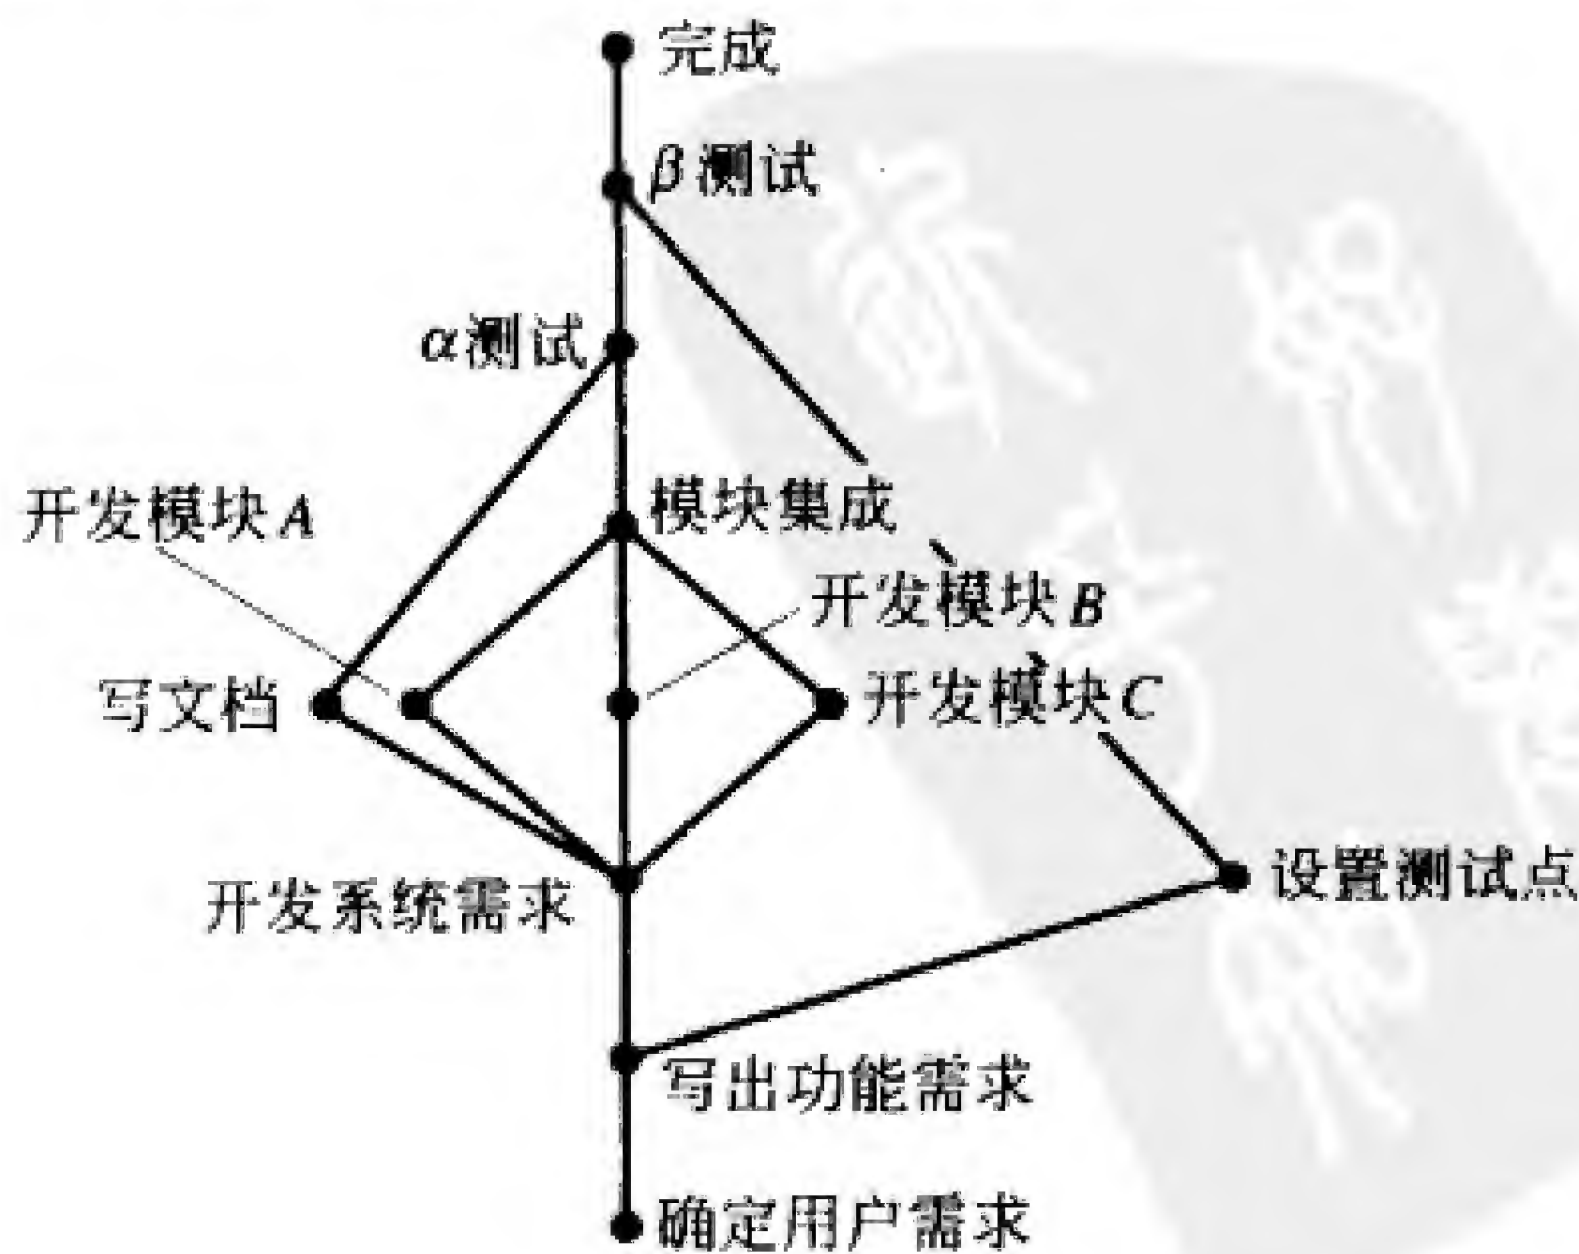 完成
β测试
α测试
模块集成
开发模块A
开发模块B
写文档
开发模块C
设置测试点
开发系统需求
写出功能需求
确定用户需求